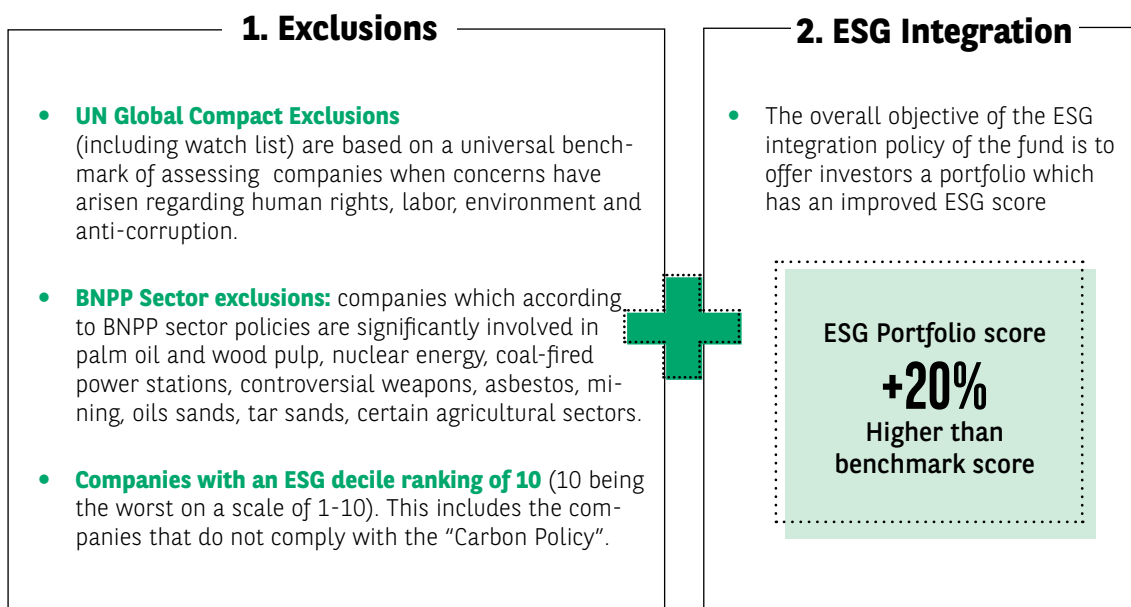 1. Exclusions
• UN Global Compact Exclusions
(including watch list) are based on a universal bench-
mark of assessing companies when concerns have
arisen regarding human rights, labor, environment and
anti-corruption.
• BNPP Sector exclusions: companies which according
to BNPP sector policies are significantly involved in
palm oil and wood pulp, nuclear energy, coal-fired
power stations, controversial weapons, asbestos, mi-
ning, oils sands, tar sands, certain agricultural sectors.
• Companies with an ESG decile ranking of 10 (10 being
the worst on a scale of 1-10). This includes the com-
panies that do not comply with the “Carbon Policy”.
2. ESG Integration
• The overall objective of the ESG
integration policy of the fund is to
offer investors a portfolio which
has an improved ESG score
ESG Portfolio score
+20%
Higher than
benchmark score